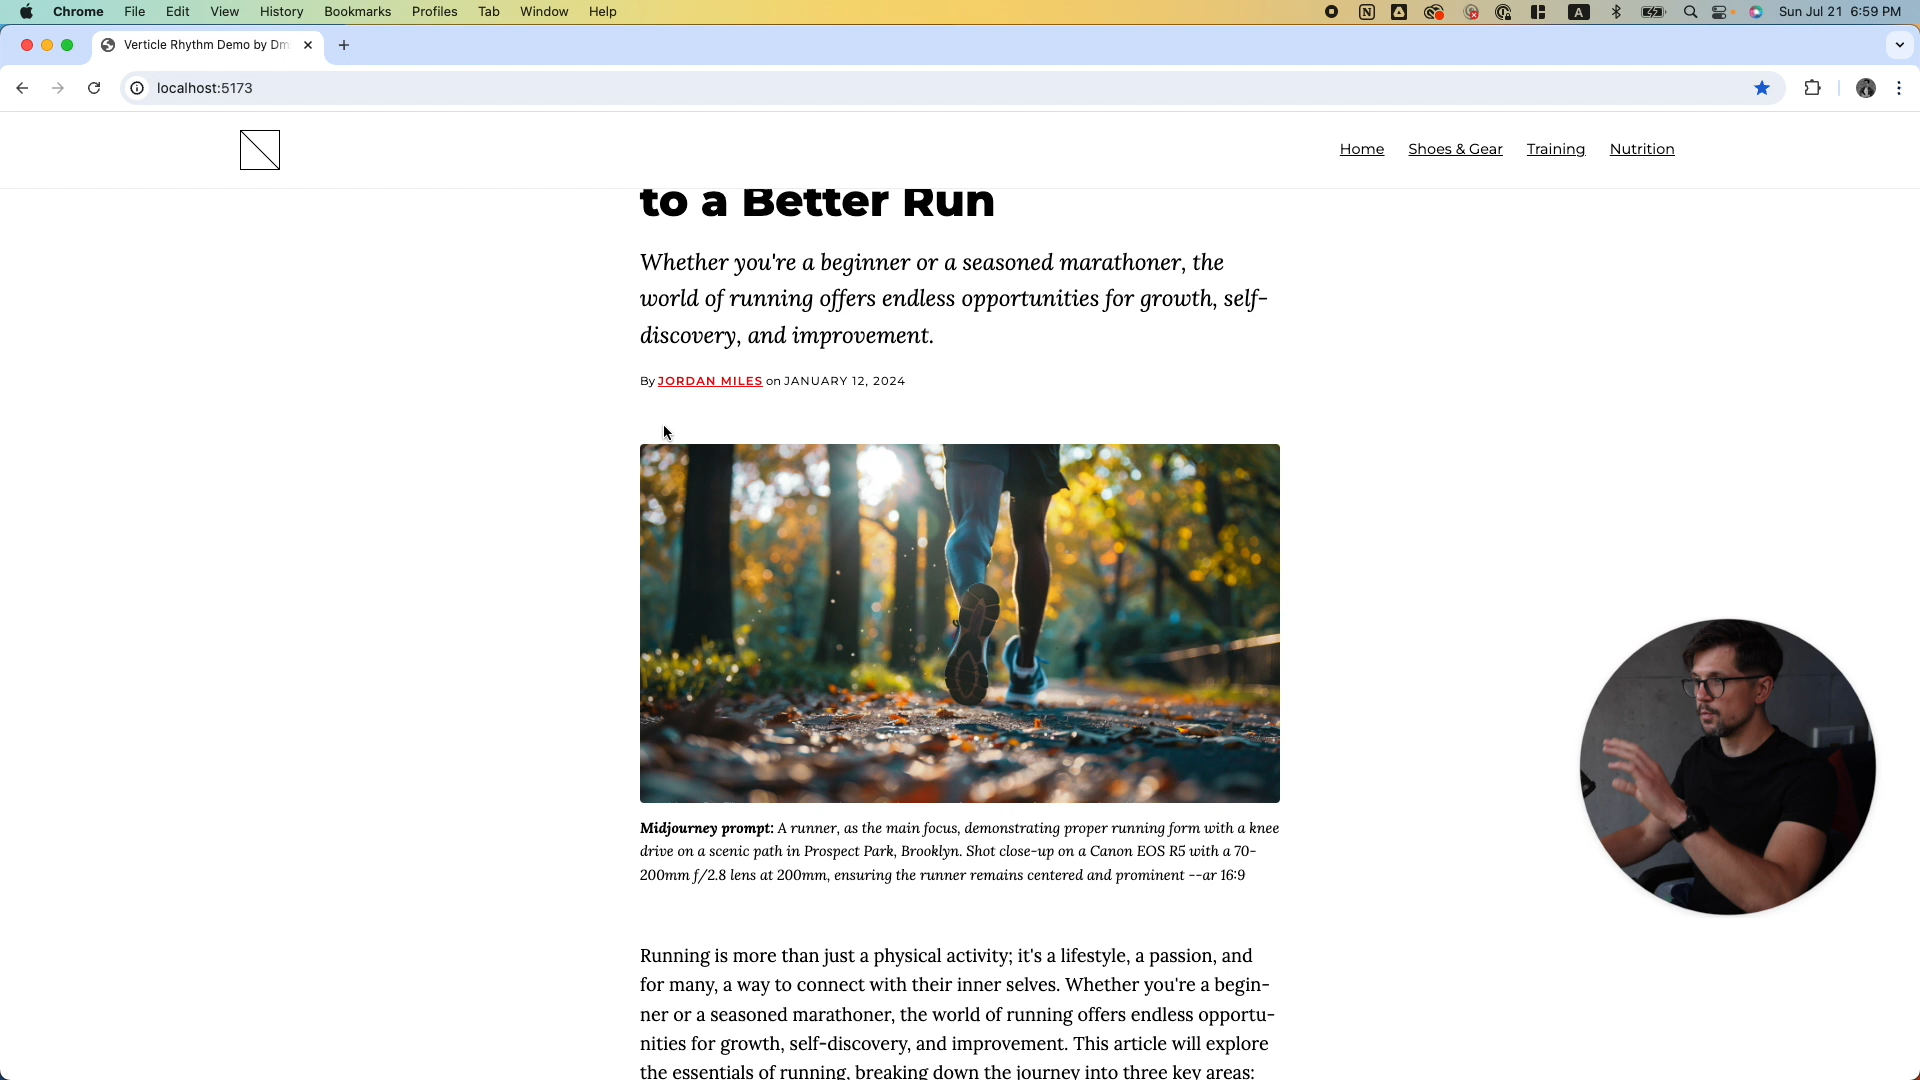 Chrome File Edit View History Bookmarks Profiles Tab Window Help A Sun Jul 21 6:59 PM
Verticle Rhythm Demo by Dm
localhost:5173
Home Shoes & Gear Training Nutrition
to a Better Run
Whether you're a beginner or a seasoned marathoner, the
world of running offers endless opportunities for growth, self-
discovery, and improvement.
By JORDAN MILES on JANUARY 12, 2024
Midjourney prompt: A runner, as the main focus, demonstrating proper running form with a knee
drive on a scenic path in Prospect Park, Brooklyn. Shot close-up on a Canon EOS R5 with a 70-
200mm f/2.8 lens at 200mm, ensuring the runner remains centered and prominent --ar 16:9
Running is more than just a physical activity; it's a lifestyle, a passion, and
for many, a way to connect with their inner selves. Whether you're a begin-
ner or a seasoned marathoner, the world of running offers endless opportu-
nities for growth, self-discovery, and improvement. This article will explore
the essentials of running, breaking down the journey into three key areas: